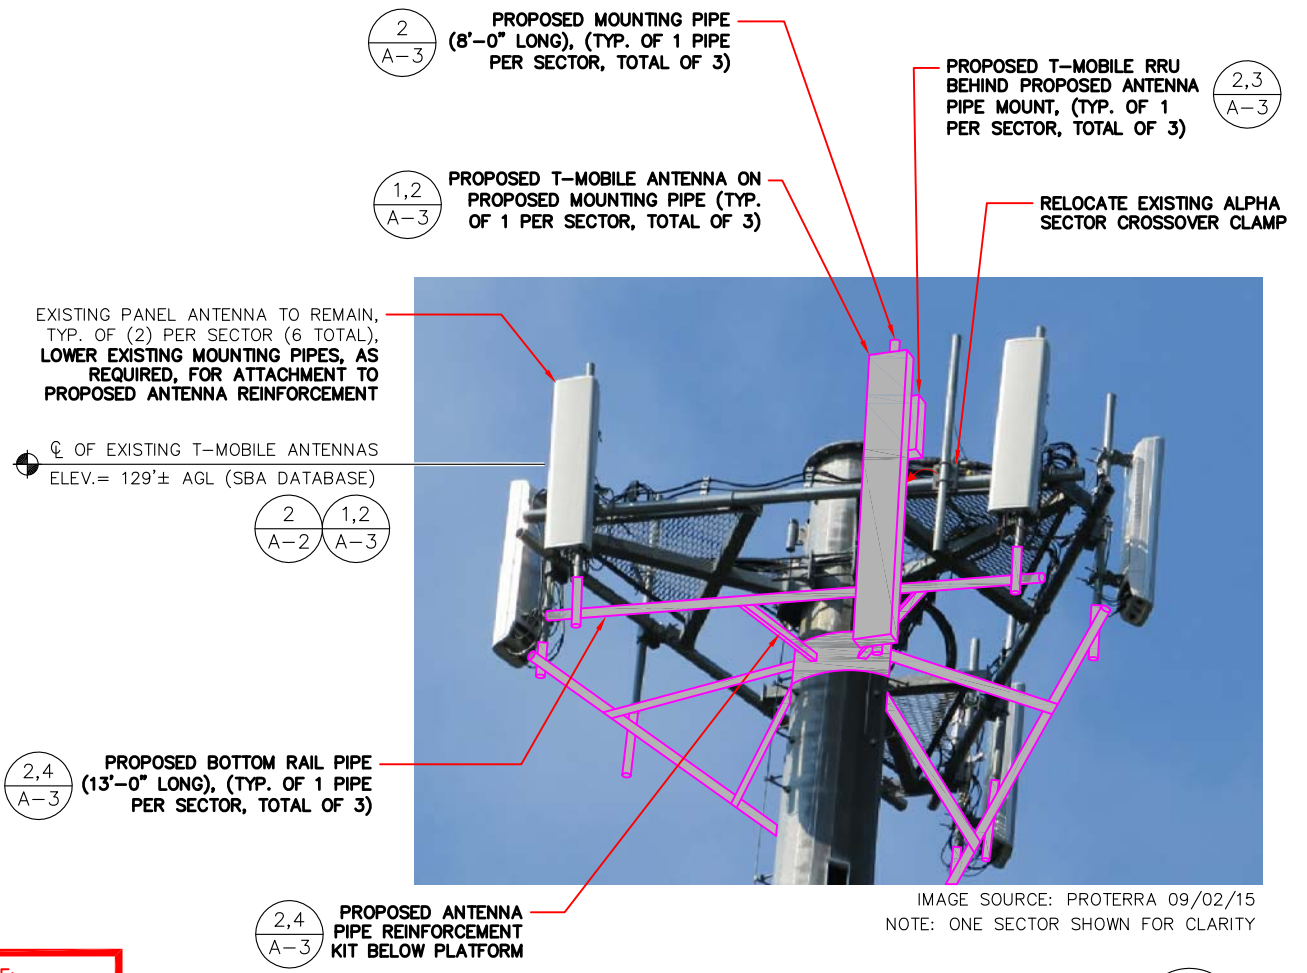 2
A-3
PROPOSED MOUNTING PIPE
(8'-0" LONG), (TYP. OF 1 PIPE
PER SECTOR, TOTAL OF 3)
PROPOSED T-MOBILE RRU
BEHIND PROPOSED ANTENNA
PIPE MOUNT, (TYP. OF 1
PER SECTOR, TOTAL OF 3)
2,3
A-3
1,2
A-3
PROPOSED T-MOBILE ANTENNA ON
PROPOSED MOUNTING PIPE (TYP.
OF 1 PER SECTOR, TOTAL OF 3)
RELOCATE EXISTING ALPHA
SECTOR CROSSOVER CLAMP
EXISTING PANEL ANTENNA TO REMAIN,
TYP. OF (2) PER SECTOR (6 TOTAL),
LOWER EXISTING MOUNTING PIPES, AS
REQUIRED, FOR ATTACHMENT TO
PROPOSED ANTENNA REINFORCEMENT
℄ OF EXISTING T-MOBILE ANTENNAS
ELEV.= 129'± AGL (SBA DATABASE)
2
A-2
1,2
A-3
2,4
A-3
PROPOSED BOTTOM RAIL PIPE
(13'-0" LONG), (TYP. OF 1 PIPE
PER SECTOR, TOTAL OF 3)
2,4
A-3
PROPOSED ANTENNA
PIPE REINFORCEMENT
KIT BELOW PLATFORM
IMAGE SOURCE: PROTERRA 09/02/15
NOTE: ONE SECTOR SHOWN FOR CLARITY